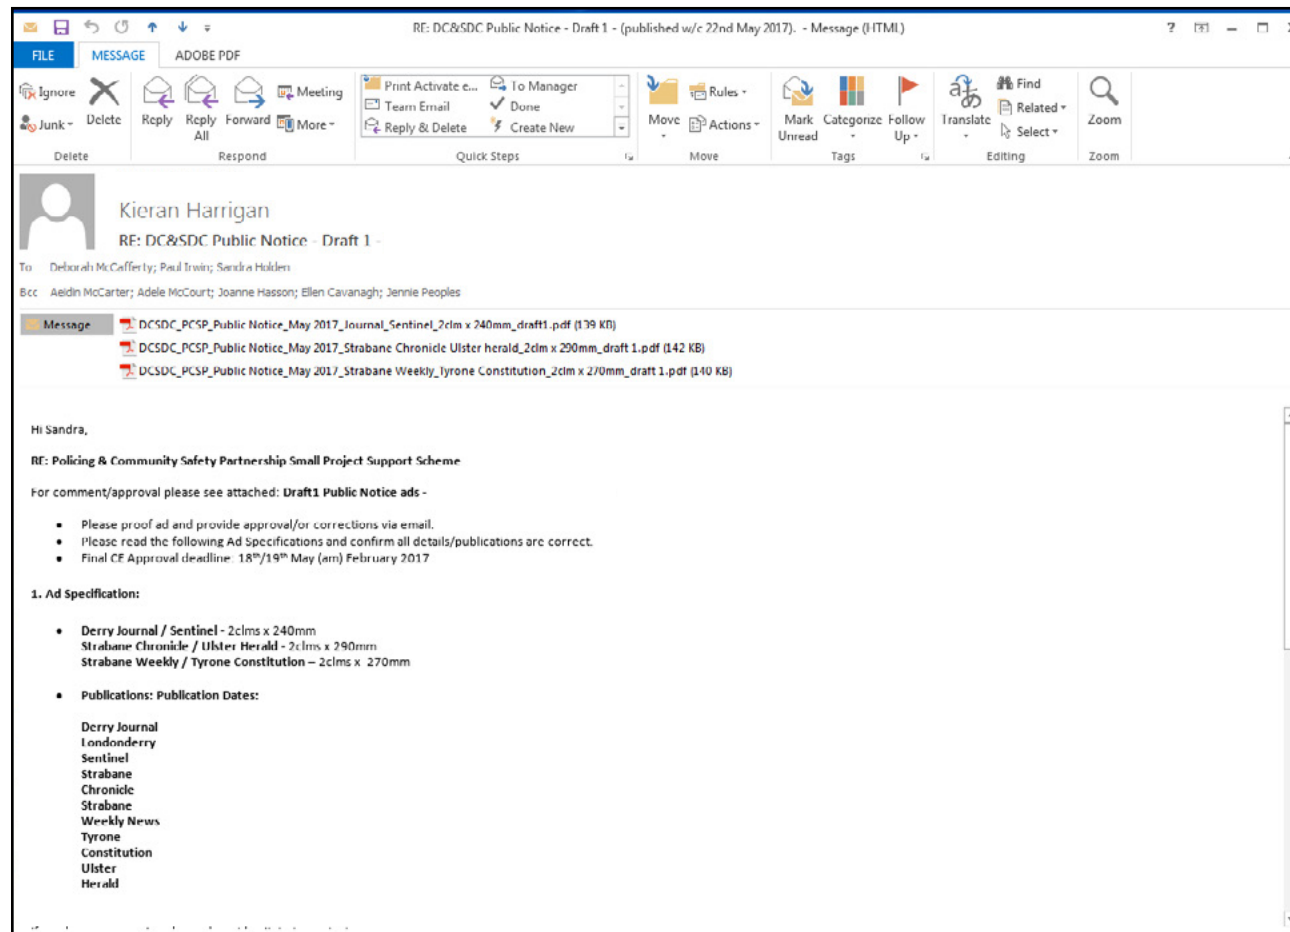 RE: DC&SDC Public Notice - Draft 1 - (published w/c 22nd May 2017). - Message (HTML)
FILE MESSAGE ADOBE PDF
Ignore
Junk
Delete
Reply
Reply All
Forward
Meeting
More
Print Activate e...
Team Email
Reply & Delete
To Manager
Done
Create New
Move
Rules
Actions
Mark Unread
Categorize
Follow Up
Translate
Find
Related
Select
Zoom
Delete Respond Quick Steps Move Tags Editing Zoom
Kieran Harrigan
RE: DC&SDC Public Notice - Draft 1 -
To Deborah McCafferty; Paul Irwin; Sandra Holden
Bcc Aeidin McCarter; Adele McCourt; Joanne Hasson; Ellen Cavanagh; Jennie Peoples
Message
DCSDC_PCSP_Public Notice_May 2017_Journal_Sentinel_2clm x 240mm_draft1.pdf (139 KB)
DCSDC_PCSP_Public Notice_May 2017_Strabane Chronicle Ulster herald_2clm x 290mm_draft 1.pdf (142 KB)
DCSDC_PCSP_Public Notice_May 2017_Strabane Weekly_Tyrone Constitution_2clm x 270mm_draft 1.pdf (140 KB)
Hi Sandra,
RE: Policing & Community Safety Partnership Small Project Support Scheme
For comment/approval please see attached: Draft1 Public Notice ads -
• Please proof ad and provide approval/or corrections via email.
• Please read the following Ad Specifications and confirm all details/publications are correct.
• Final CE Approval deadline: 18th/19th May (am) February 2017
1. Ad Specification:
• Derry Journal / Sentinel - 2clms x 240mm
Strabane Chronicle / Ulster Herald - 2clms x 290mm
Strabane Weekly / Tyrone Constitution – 2clms x 270mm
• Publications: Publication Dates:
Derry Journal
Londonderry
Sentinel
Strabane
Chronicle
Strabane
Weekly News
Tyrone
Constitution
Ulster
Herald